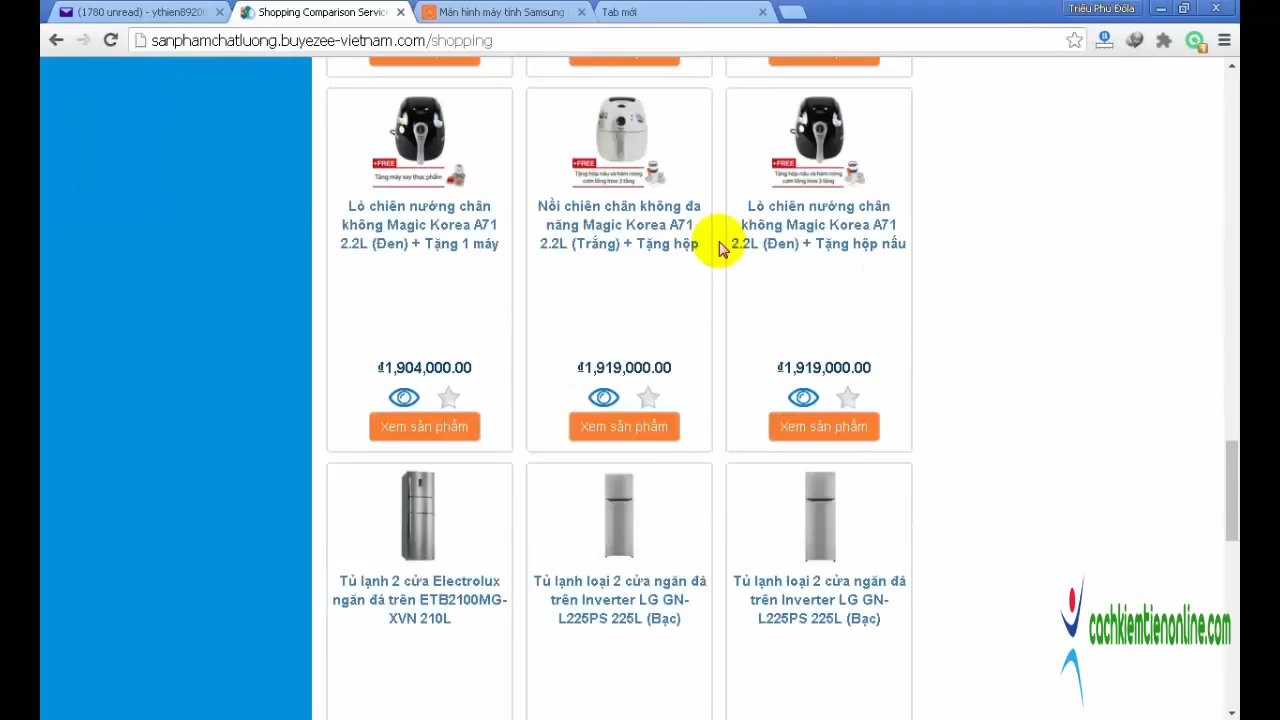 (1780 unread) - ythien8920
Shopping Comparison Service
Màn hình máy tính Samsung
Tab mới
Triệu Phú Đôla
sanphamchatluong.buyezee-vietnam.com/shopping
+FREE
Tặng máy xay thực phẩm
+FREE
Tặng hộp nấu và hâm nóng
cơm lồng inox 3 tầng
+FREE
Tặng hộp nấu và hâm nóng
cơm lồng inox 3 tầng
Lò chiên nướng chân
không Magic Korea A71
2.2L (Đen) + Tặng 1 máy
Nồi chiên chân không đa
năng Magic Korea A71
2.2L (Trắng) + Tặng hộp
Lò chiên nướng chân
không Magic Korea A71
2.2L (Đen) + Tặng hộp nấu
₫1,904,000.00
₫1,919,000.00
₫1,919,000.00
Xem sản phẩm
Xem sản phẩm
Xem sản phẩm
Tủ lạnh 2 cửa Electrolux
ngăn đá trên ETB2100MG-
XVN 210L
Tủ lạnh loại 2 cửa ngăn đá
trên Inverter LG GN-
L225PS 225L (Bạc)
Tủ lạnh loại 2 cửa ngăn đá
trên Inverter LG GN-
L225PS 225L (Bạc)
cachkiemtienonline.com